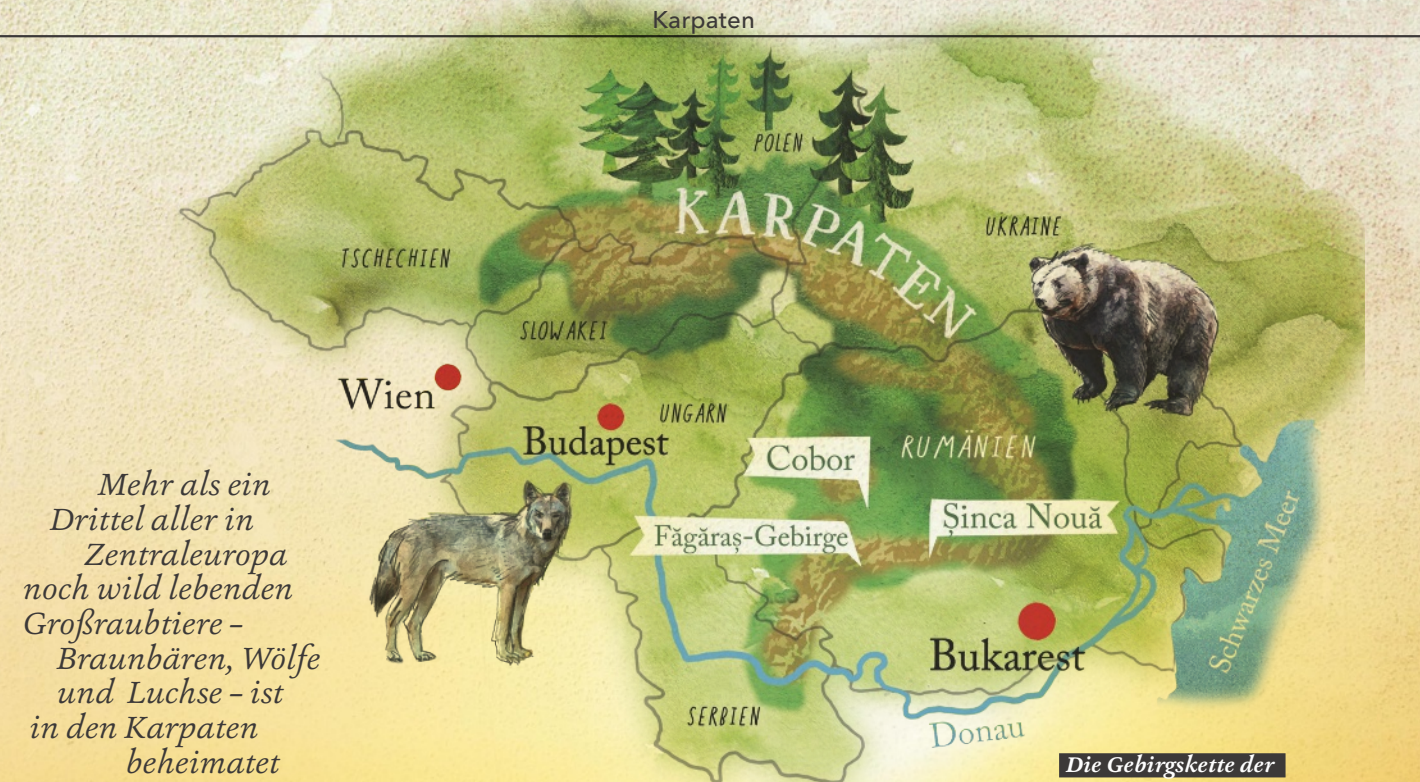 Karpaten
POLEN
KARPATEN
UKRAINE
TSCHECHIEN
SLOWAKEI
Wien
UNGARN
Budapest
RUMÄNIEN
Cobor
Șinca Nouă
Făgăraș-Gebirge
Schwarzes Meer
Bukarest
SERBIEN
Donau
Mehr als ein
Drittel aller in
Zentraleuropa
noch wild lebenden
Großraubtiere –
Braunbären, Wölfe
und Luchse – ist
in den Karpaten
beheimatet
Die Gebirgskette der